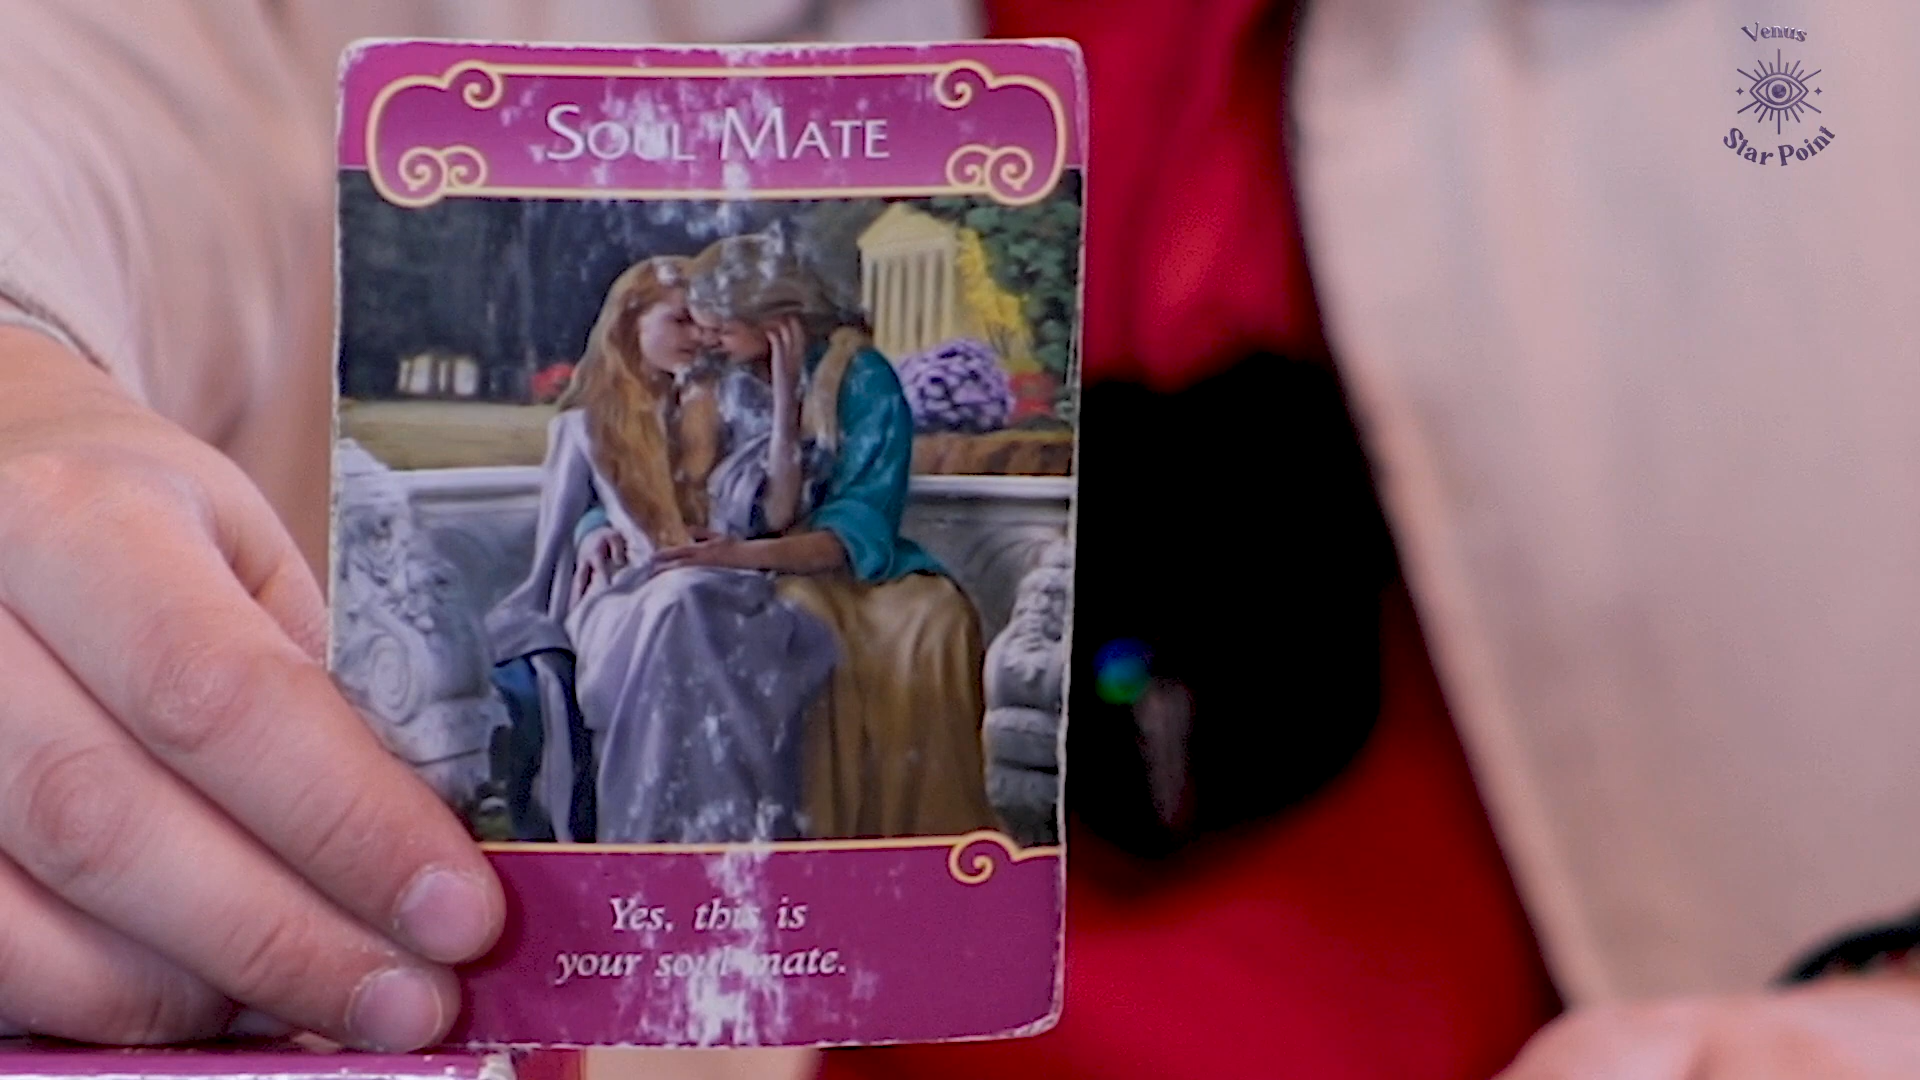 Venus
Star Point
SOUL MATE
Yes, this is
your soul mate.